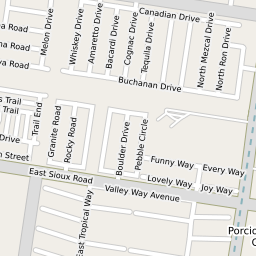 Canadian Drive
Road
Melon Drive
Whiskey Drive
Amaretto Drive
Bacardi Drive
Cognac Drive
Tequila Drive
North Mezcal Drive
North Ron Drive
na Road
va Road
Buchanan Drive
s Trail
Trail End
Drive
Granite Road
Rocky Road
Boulder Drive
Pebble Circle
Street
Funny Way
Every Way
East Sioux Road
Lovely Way
Joy Way
Valley Way Avenue
East Tropical Way
Porcio